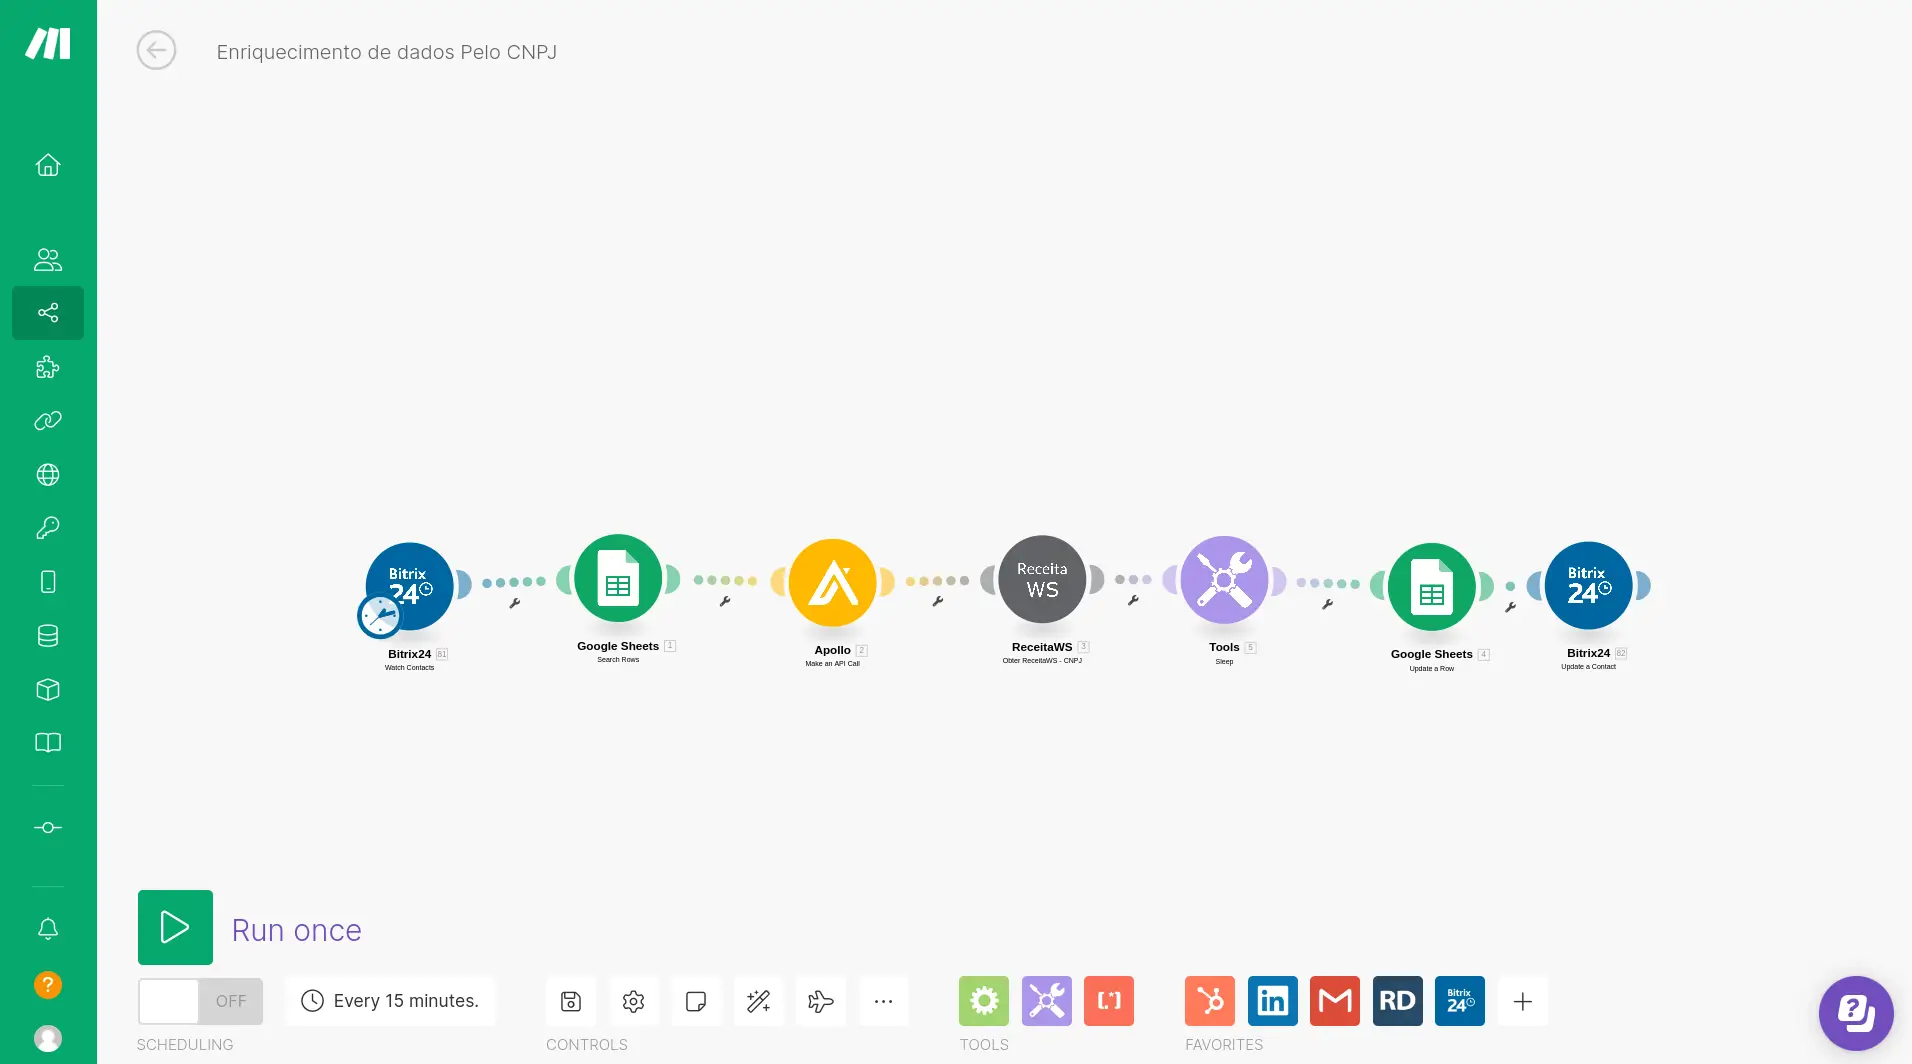 Enriquecimento de dados Pelo CNPJ
Bitrix
24
Receita
WS
Bitrix
24
Bitrix24 81
Watch Contacts
Google Sheets 1
Search Rows
Apollo 2
Make an API Call
ReceitaWS 3
Obter ReceitaWS - CNPJ
Tools 5
Sleep
Google Sheets 4
Update a Row
Bitrix24 82
Update a Contact
Run once
OFF
Every 15 minutes.
[.*]
in
RD
Bitrix
24
?
?
SCHEDULING
CONTROLS
TOOLS
FAVORITES